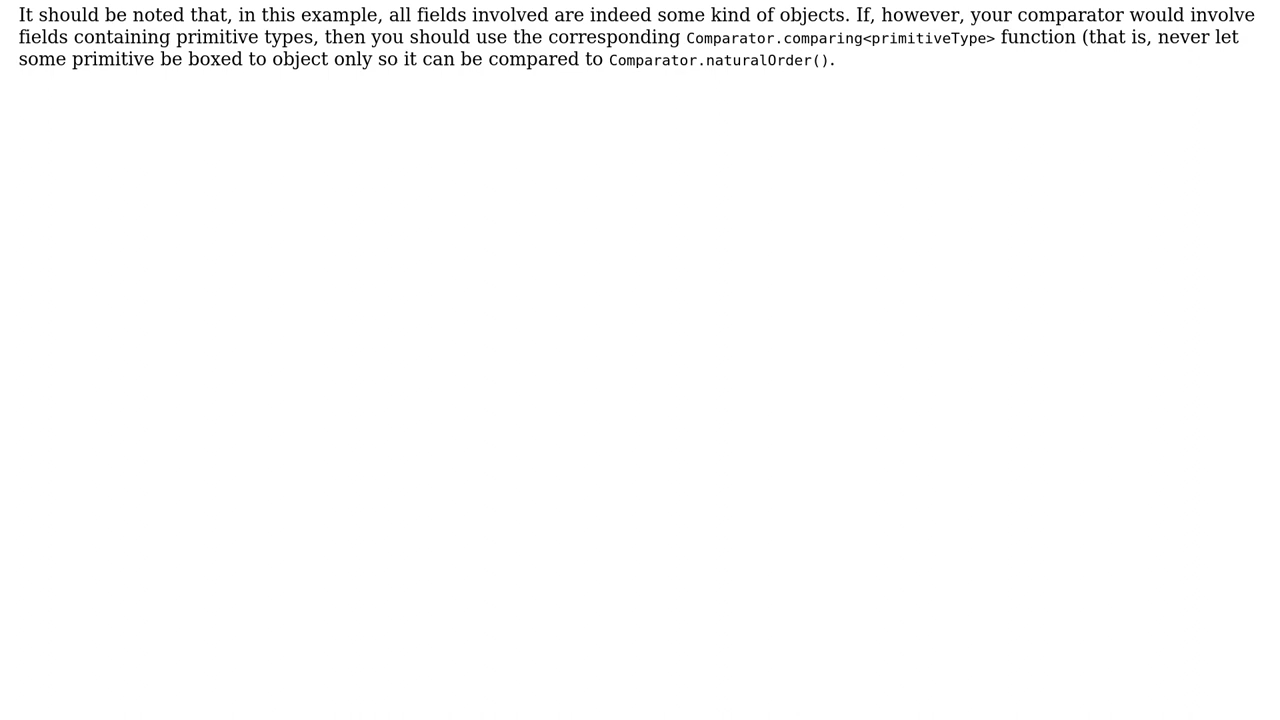 It should be noted that, in this example, all fields involved are indeed some kind of objects. If, however, your comparator would involve
fields containing primitive types, then you should use the corresponding Comparator.comparing<primitiveType> function (that is, never let
some primitive be boxed to object only so it can be compared to Comparator.naturalOrder().